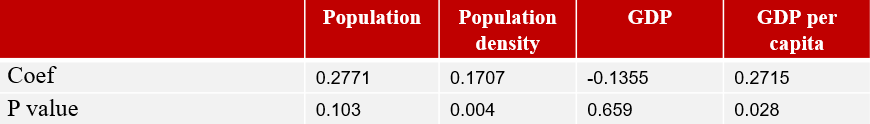 Population Population density GDP GDP per capita
Coef 0.2771 0.1707 -0.1355 0.2715
P value 0.103 0.004 0.659 0.028